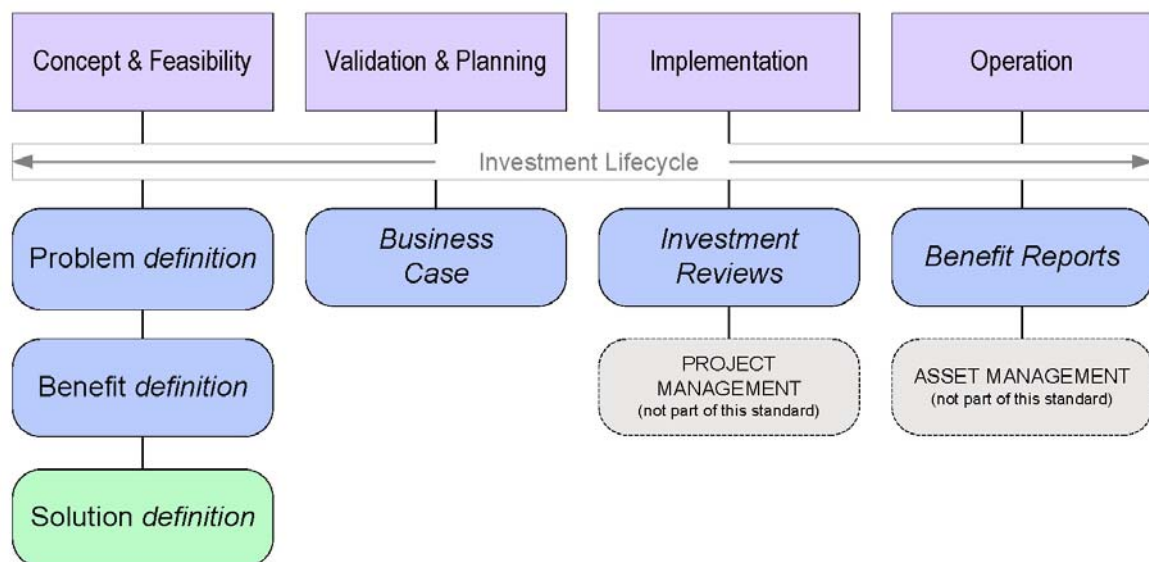 Concept & Feasibility
Validation & Planning
Implementation
Operation
Investment Lifecycle
Problem definition
Business
Case
Investment
Reviews
Benefit Reports
Benefit definition
PROJECT
MANAGEMENT
(not part of this standard)
ASSET MANAGEMENT
(not part of this standard)
Solution definition